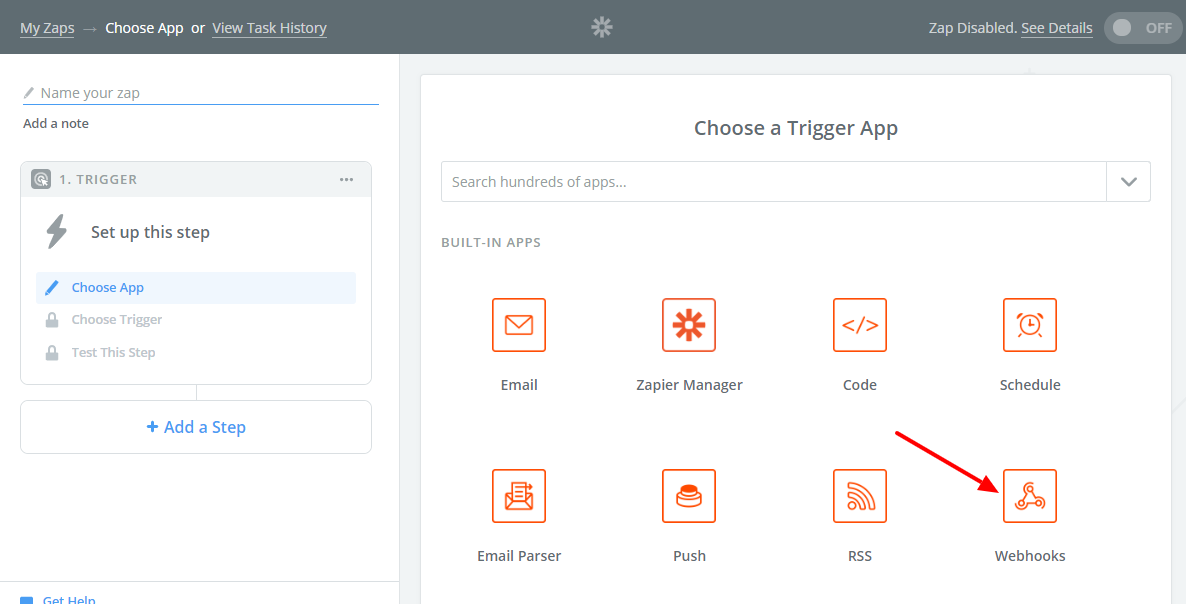 My Zaps → Choose App or View Task History
Zap Disabled. See Details OFF
Name your zap
Add a note
1. TRIGGER
Set up this step
Choose App
Choose Trigger
Test This Step
+ Add a Step
Get Help
Choose a Trigger App
Search hundreds of apps...
BUILT-IN APPS
</>
Email Zapier Manager Code Schedule
Email Parser Push RSS Webhooks